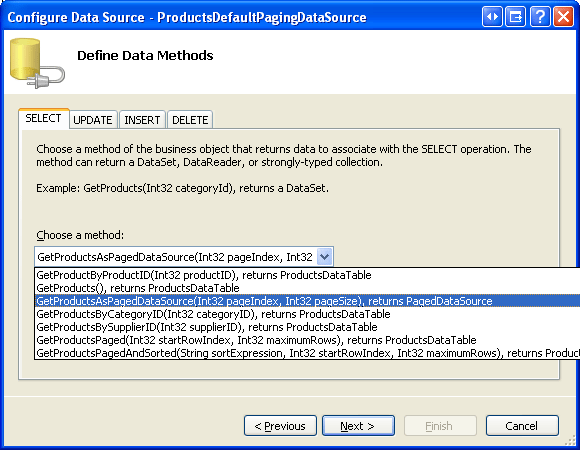 Configure Data Source - ProductsDefaultPagingDataSource
Define Data Methods
SELECT UPDATE INSERT DELETE
Choose a method of the business object that returns data to associate with the SELECT operation. The
method can return a DataSet, DataReader, or strongly-typed collection.
Example: GetProducts(Int32 categoryId), returns a DataSet.
Choose a method:
GetProductsAsPagedDataSource(Int32 pageIndex, Int32
GetProductByProductID(Int32 productID), returns ProductsDataTable
GetProducts(), returns ProductsDataTable
GetProductsAsPagedDataSource(Int32 pageIndex, Int32 pageSize), returns PagedDataSource
GetProductsByCategoryID(Int32 categoryID), returns ProductsDataTable
GetProductsBySupplierID(Int32 supplierID), returns ProductsDataTable
GetProductsPaged(Int32 startRowIndex, Int32 maximumRows), returns ProductsDataTable
GetProductsPagedAndSorted(String sortExpression, Int32 startRowIndex, Int32 maximumRows), returns Produc
< Previous Next > Finish Cancel